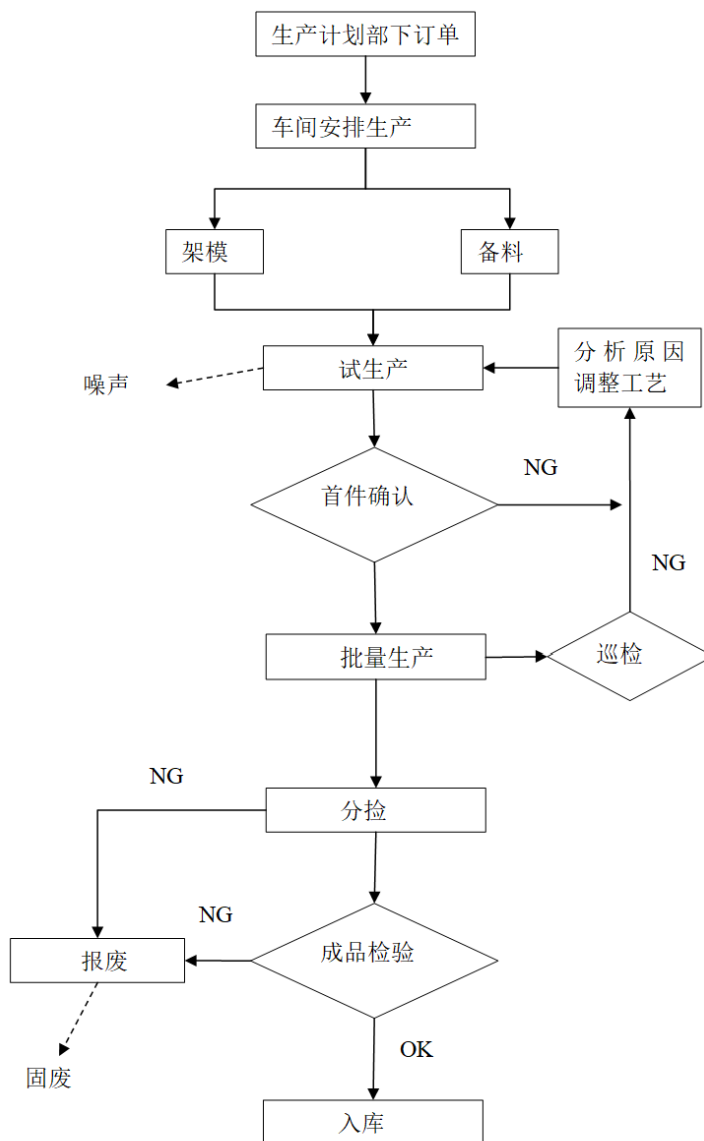 生产计划部下订单
车间安排生产
架模
备料
试生产
分析原因
调整工艺
噪声
首件确认
NG
NG
批量生产
巡检
NG
分捡
NG
成品检验
报废
OK
固废
入库